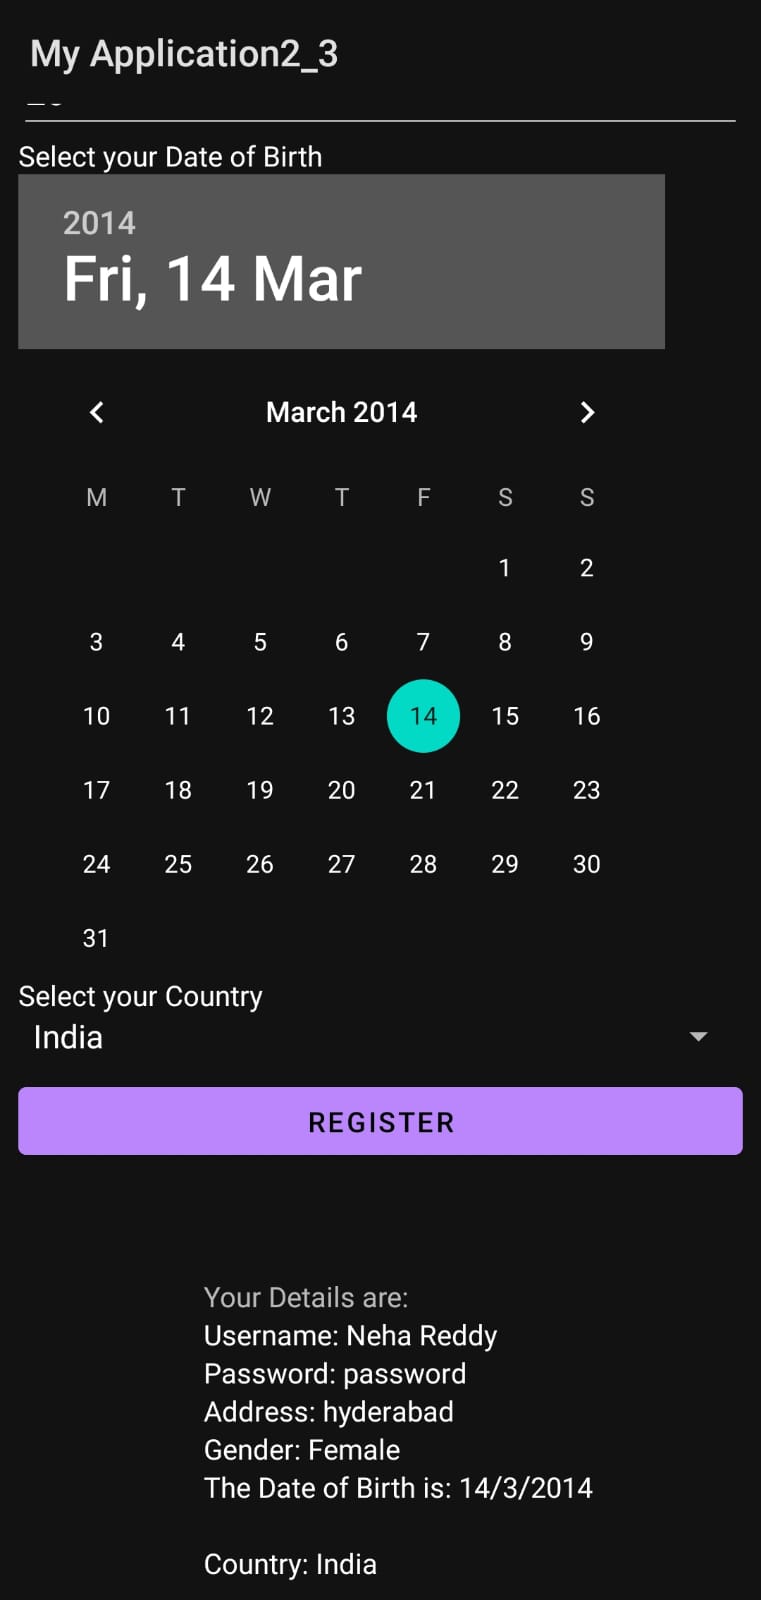 My Application2_3
Select your Date of Birth
2014
Fri, 14 Mar
March 2014
M T W T F S S
1 2
3 4 5 6 7 8 9
10 11 12 13 14 15 16
17 18 19 20 21 22 23
24 25 26 27 28 29 30
31
Select your Country
India
REGISTER
Your Details are:
Username: Neha Reddy
Password: password
Address: hyderabad
Gender: Female
The Date of Birth is: 14/3/2014
Country: India